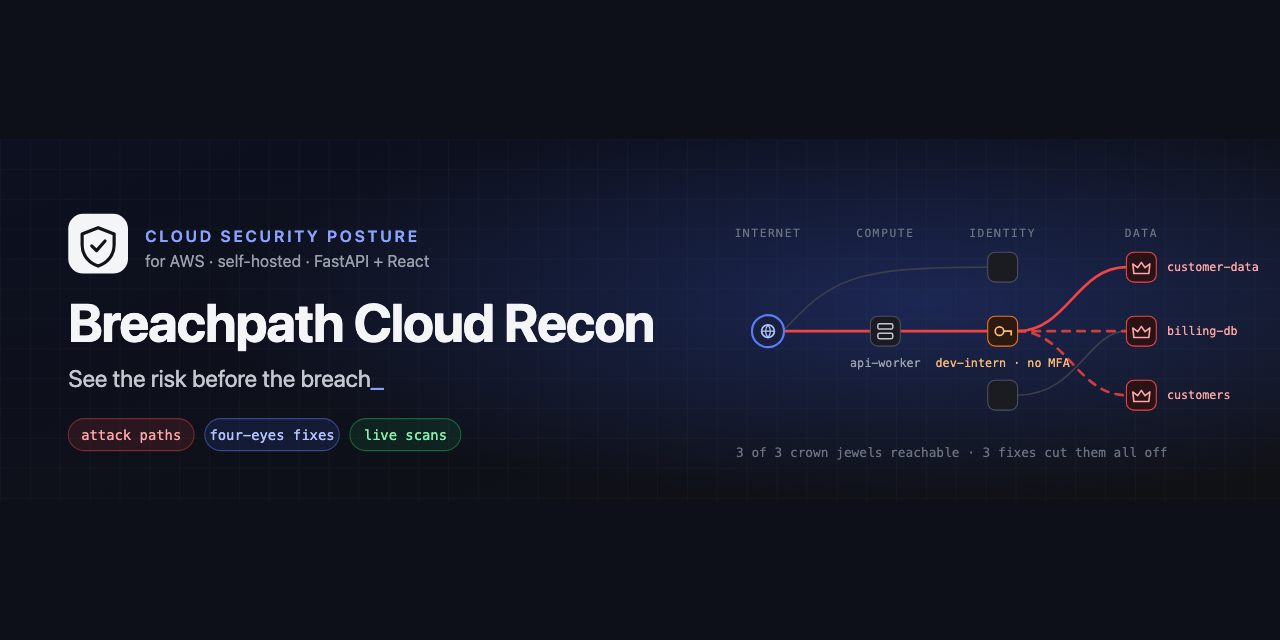 CLOUD SECURITY POSTURE
for AWS · self-hosted · FastAPI + React
Breachpath Cloud Recon
See the risk before the breach_
attack paths
four-eyes fixes
live scans
INTERNET
COMPUTE
IDENTITY
DATA
customer-data
billing-db
api-worker
dev-intern · no MFA
customers
3 of 3 crown jewels reachable · 3 fixes cut them all off